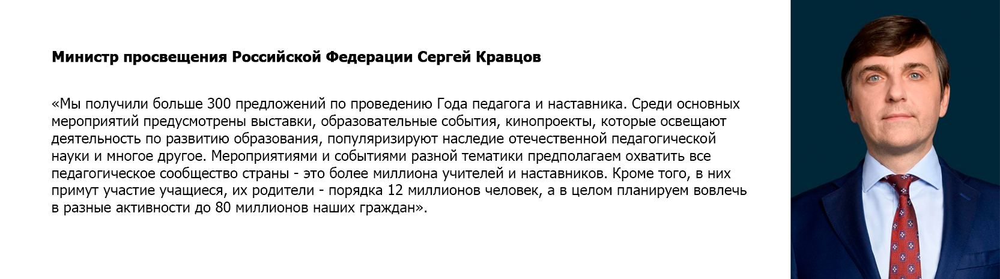 Министр просвещения Российской Федерации Сергей Кравцов
«Мы получили больше 300 предложений по проведению Года педагога и наставника. Среди основных
мероприятий предусмотрены выставки, образовательные события, кинопроекты, которые освещают
деятельность по развитию образования, популяризируют наследие отечественной педагогической
науки и многое другое. Мероприятиями и событиями разной тематики предполагаем охватить все
педагогическое сообщество страны - это более миллиона учителей и наставников. Кроме того, в них
примут участие учащиеся, их родители - порядка 12 миллионов человек, а в целом планируем вовлечь
в разные активности до 80 миллионов наших граждан».